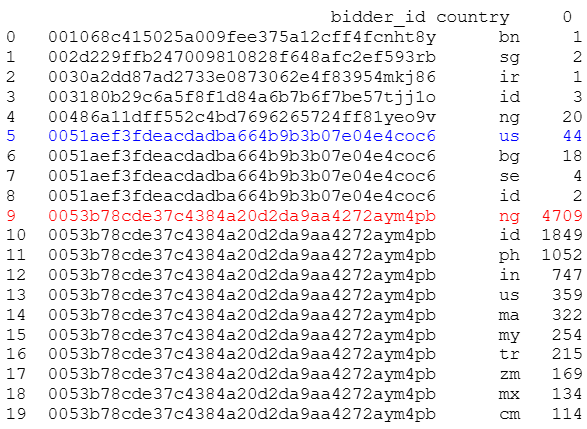 bidder_id country 0
0 001068c415025a009fee375a12cff4fcnht8y bn 1
1 002d229ffb247009810828f648afc2ef593rb sg 2
2 0030a2dd87ad2733e0873062e4f83954mkj86 ir 1
3 003180b29c6a5f8f1d84a6b7b6f7be57tjj1o id 3
4 00486a11dff552c4bd7696265724ff81yeo9v ng 20
5 0051aef3fdeacdadba664b9b3b07e04e4coc6 us 44
6 0051aef3fdeacdadba664b9b3b07e04e4coc6 bg 18
7 0051aef3fdeacdadba664b9b3b07e04e4coc6 se 4
8 0051aef3fdeacdadba664b9b3b07e04e4coc6 id 2
9 0053b78cde37c4384a20d2da9aa4272aym4pb ng 4709
10 0053b78cde37c4384a20d2da9aa4272aym4pb id 1849
11 0053b78cde37c4384a20d2da9aa4272aym4pb ph 1052
12 0053b78cde37c4384a20d2da9aa4272aym4pb in 747
13 0053b78cde37c4384a20d2da9aa4272aym4pb us 359
14 0053b78cde37c4384a20d2da9aa4272aym4pb ma 322
15 0053b78cde37c4384a20d2da9aa4272aym4pb my 254
16 0053b78cde37c4384a20d2da9aa4272aym4pb tr 215
17 0053b78cde37c4384a20d2da9aa4272aym4pb zm 169
18 0053b78cde37c4384a20d2da9aa4272aym4pb mx 134
19 0053b78cde37c4384a20d2da9aa4272aym4pb cm 114